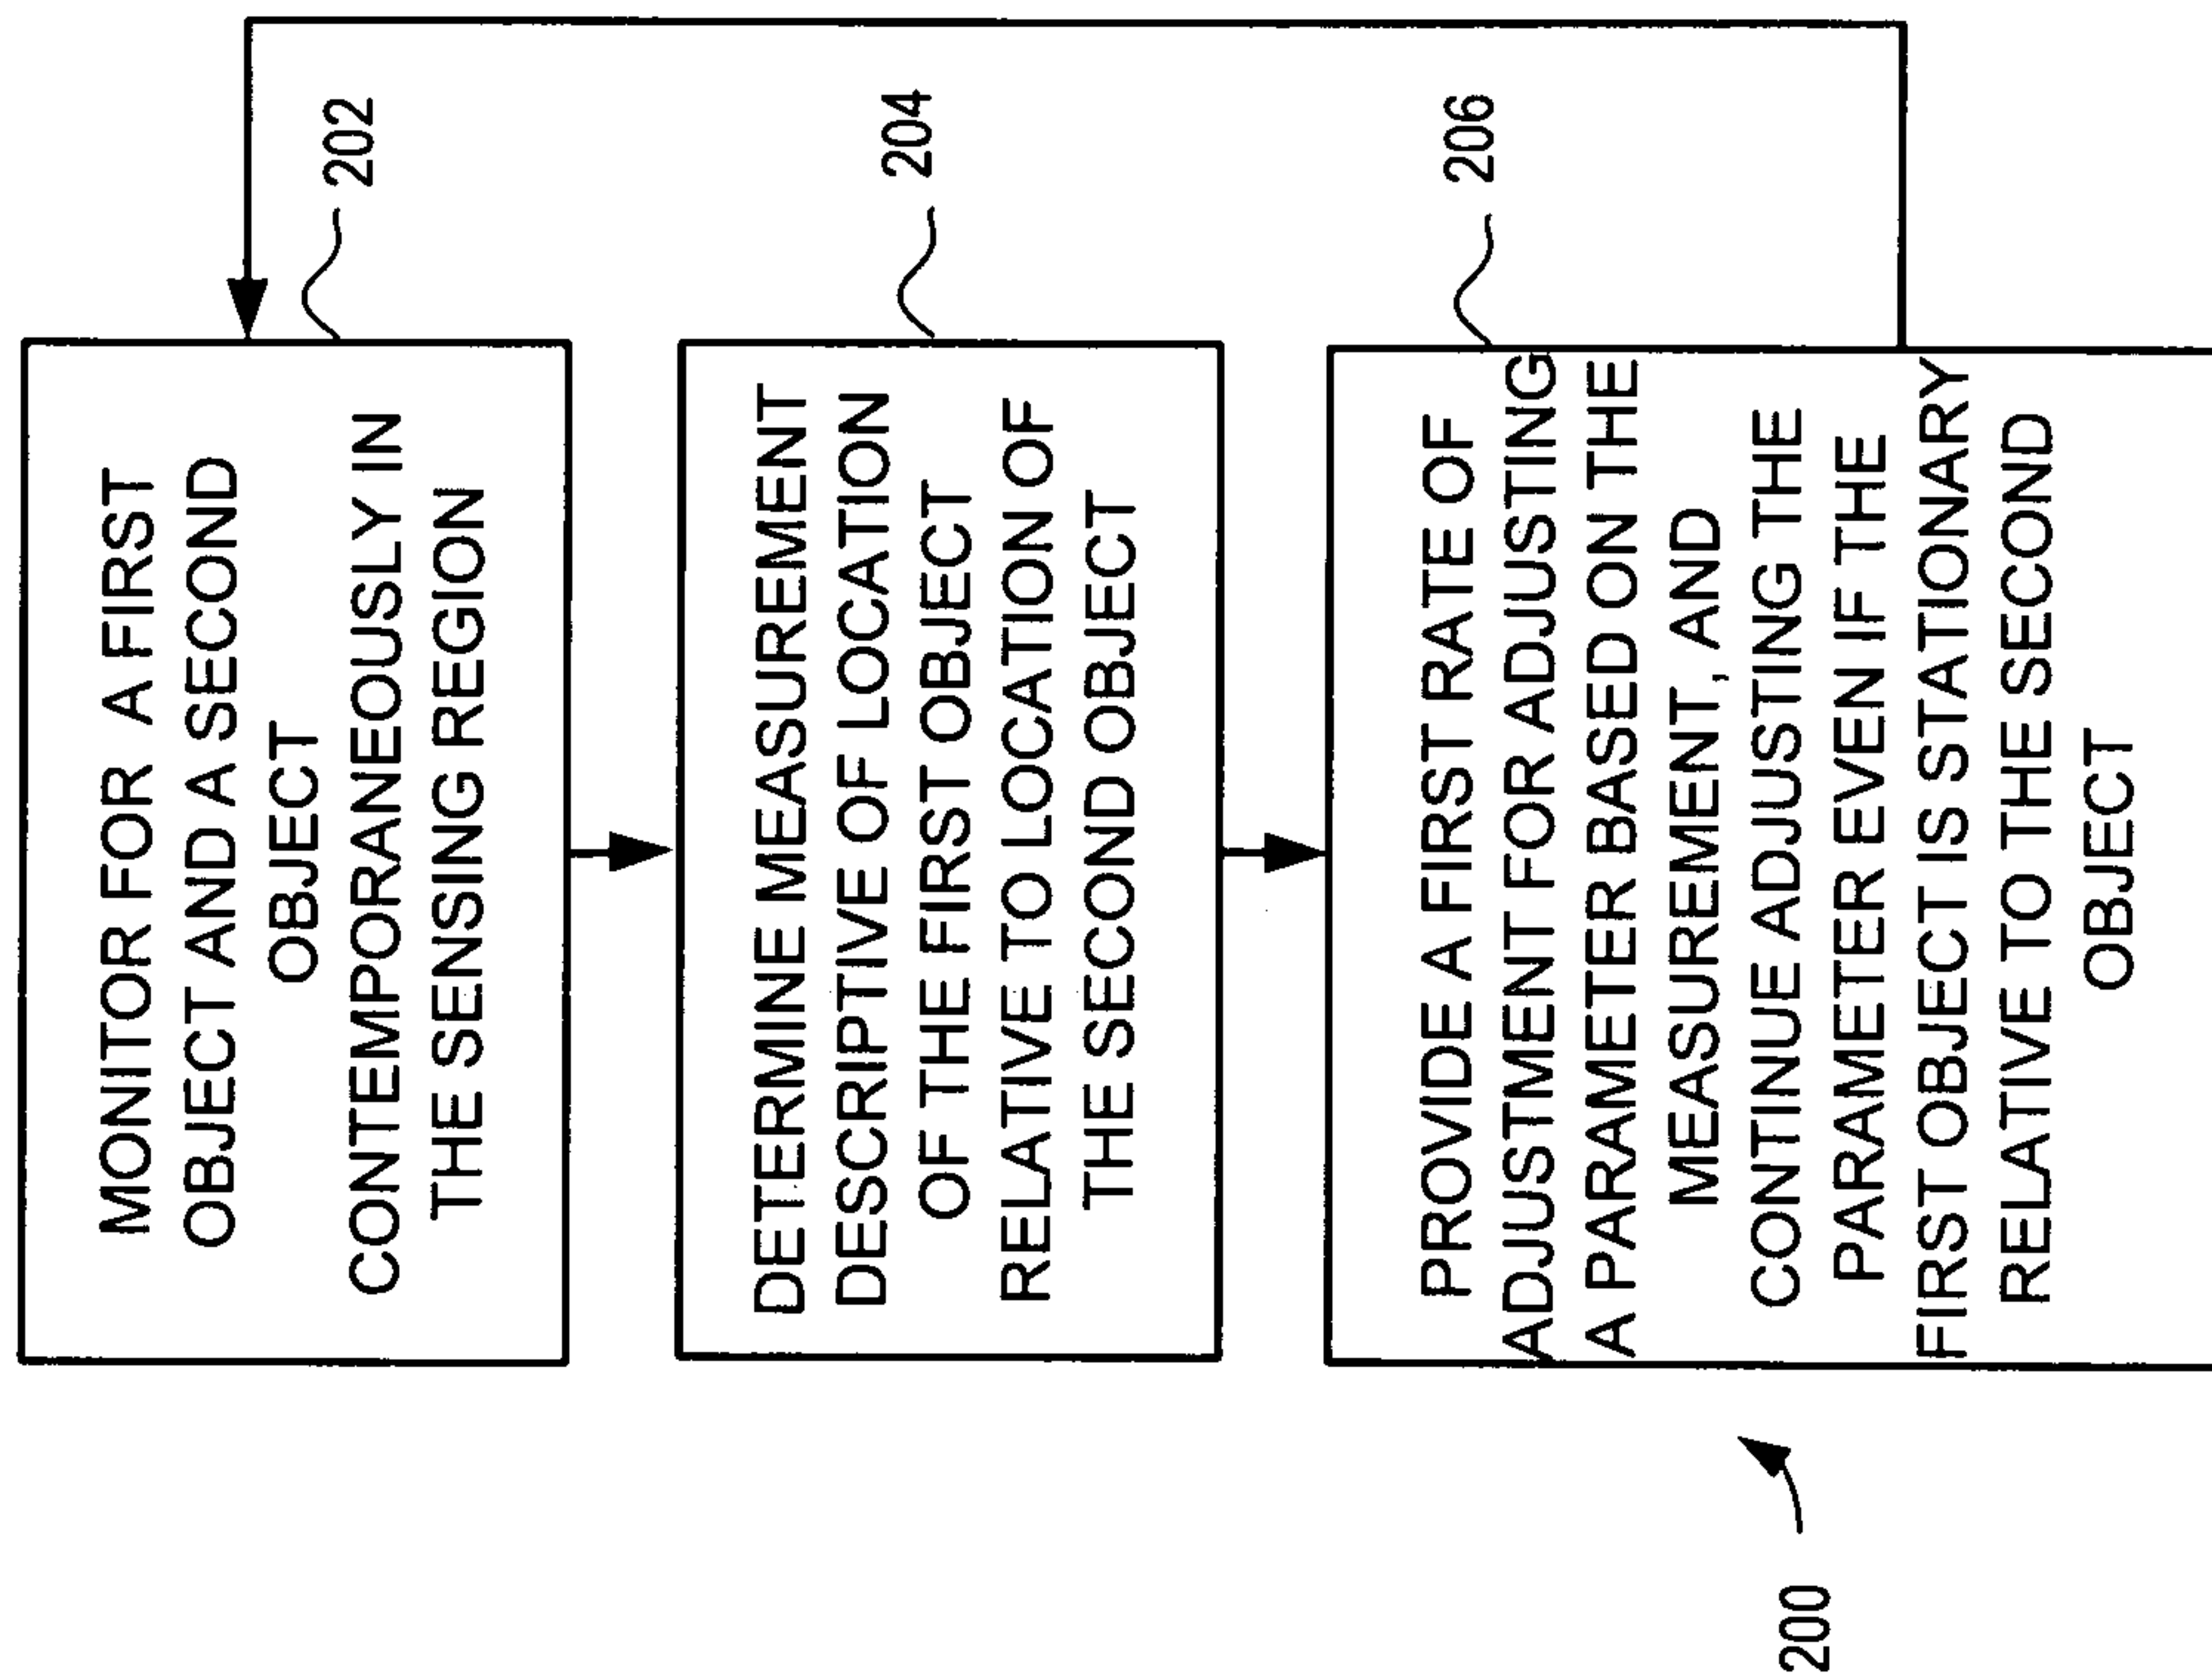 MONITOR FOR A FIRST
OBJECT AND A SECOND
OBJECT
CONTEMPORANEOUSLY IN
THE SENSING REGION
202
DETERMINE MEASUREMENT
DESCRIPTIVE OF LOCATION
OF THE FIRST OBJECT
RELATIVE TO LOCATION OF
THE SECOND OBJECT
204
PROVIDE A FIRST RATE OF
ADJUSTMENT FOR ADJUSTING
A PARAMETER BASED ON THE
MEASUREMENT, AND
CONTINUE ADJUSTING THE
PARAMETER EVEN IF THE
FIRST OBJECT IS STATIONARY
RELATIVE TO THE SECOND
OBJECT
206
200